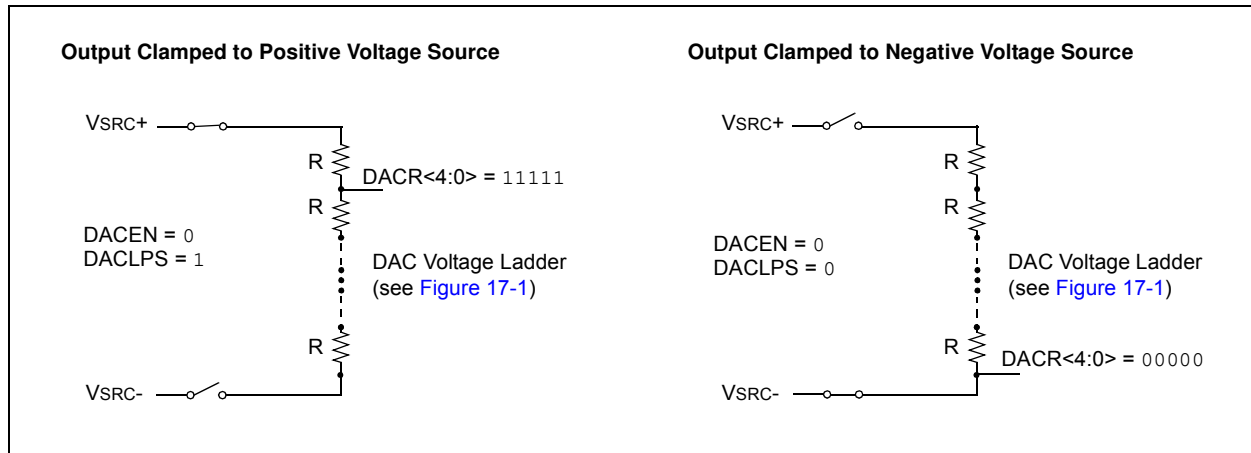 Output Clamped to Positive Voltage Source
VSRC+
R
DACR<4:0> = 11111
R
DACEN = 0
DACLPS = 1
DAC Voltage Ladder
(see Figure 17-1)
R
VSRC-
Output Clamped to Negative Voltage Source
VSRC+
R
R
DACEN = 0
DACLPS = 0
DAC Voltage Ladder
(see Figure 17-1)
R
DACR<4:0> = 00000
VSRC-